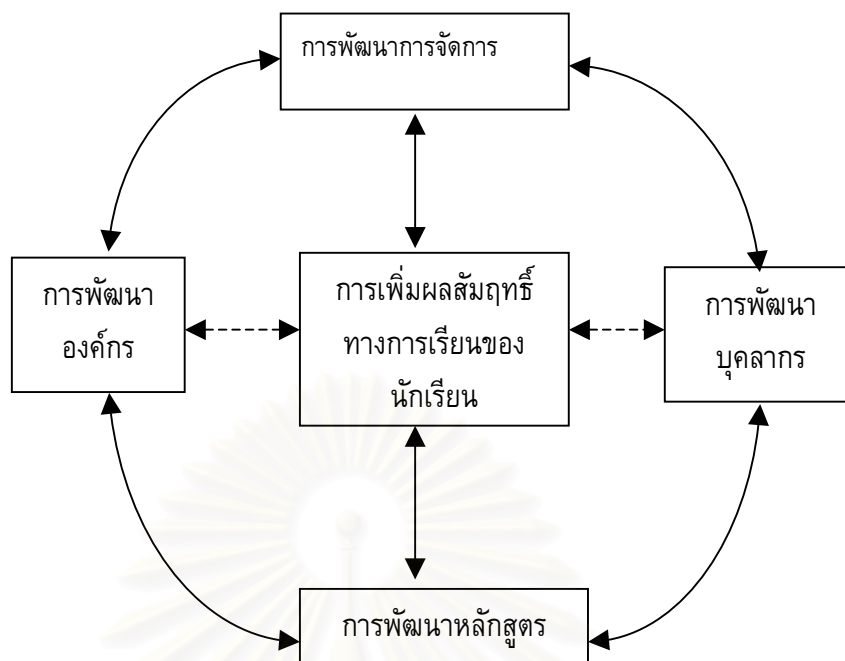 การพัฒนาการจัดการ
การพัฒนา
องค์กร
การเพิ่มผลสัมฤทธิ์
ทางการเรียนของ
นักเรียน
การพัฒนา
บุคลากร
การพัฒนาหลักสูตร